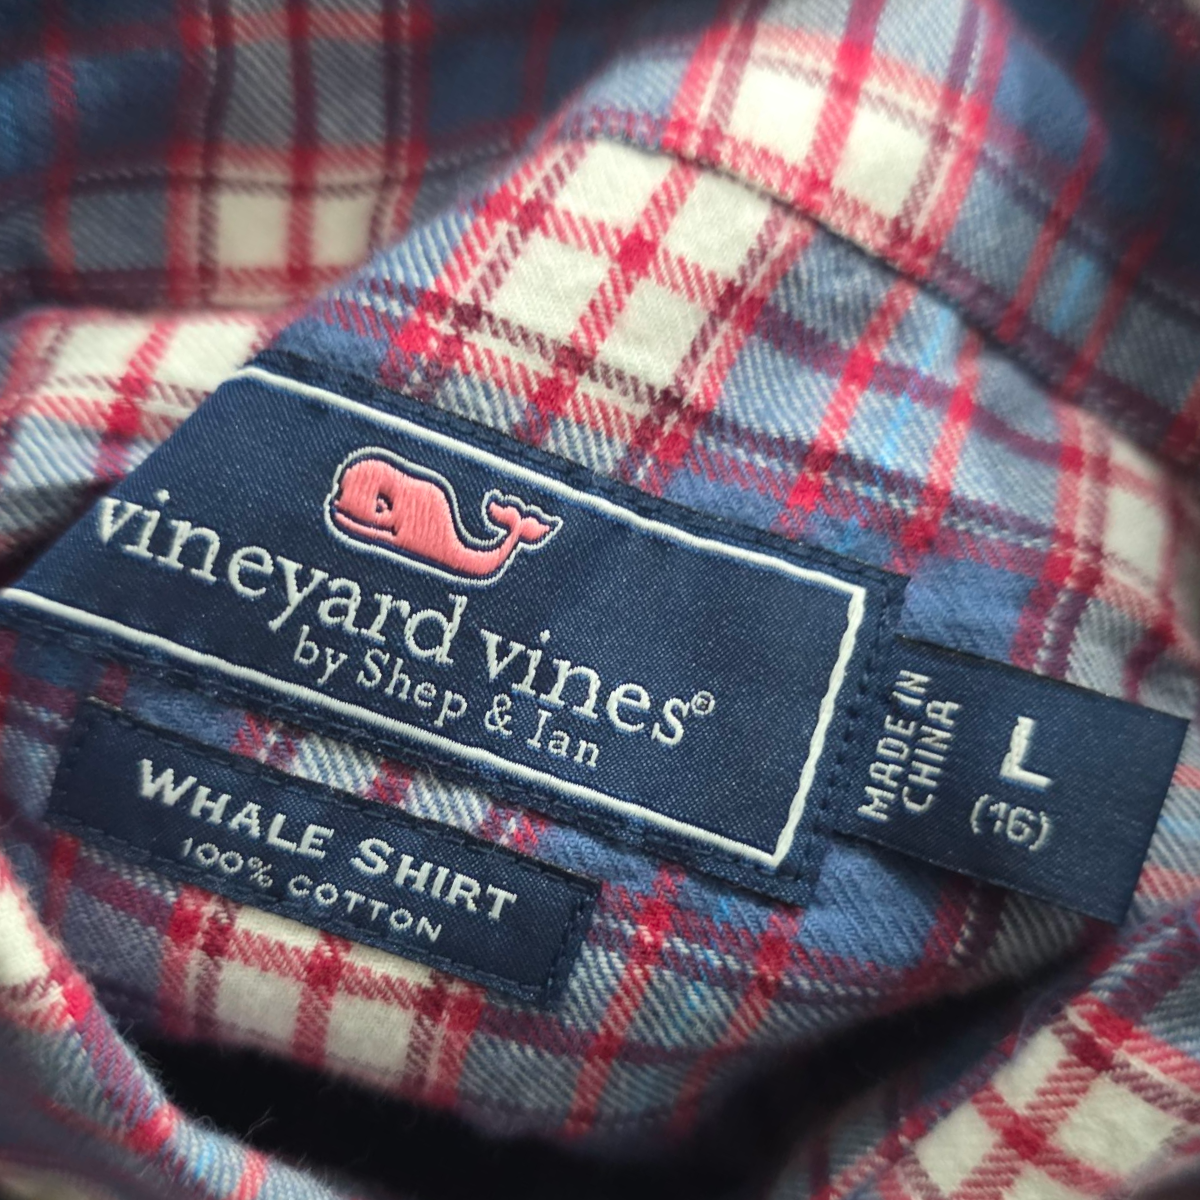 vineyard vines®
by Shep & Ian
WHALE SHIRT
100% COTTON
MADE IN
CHINA
L
(16)